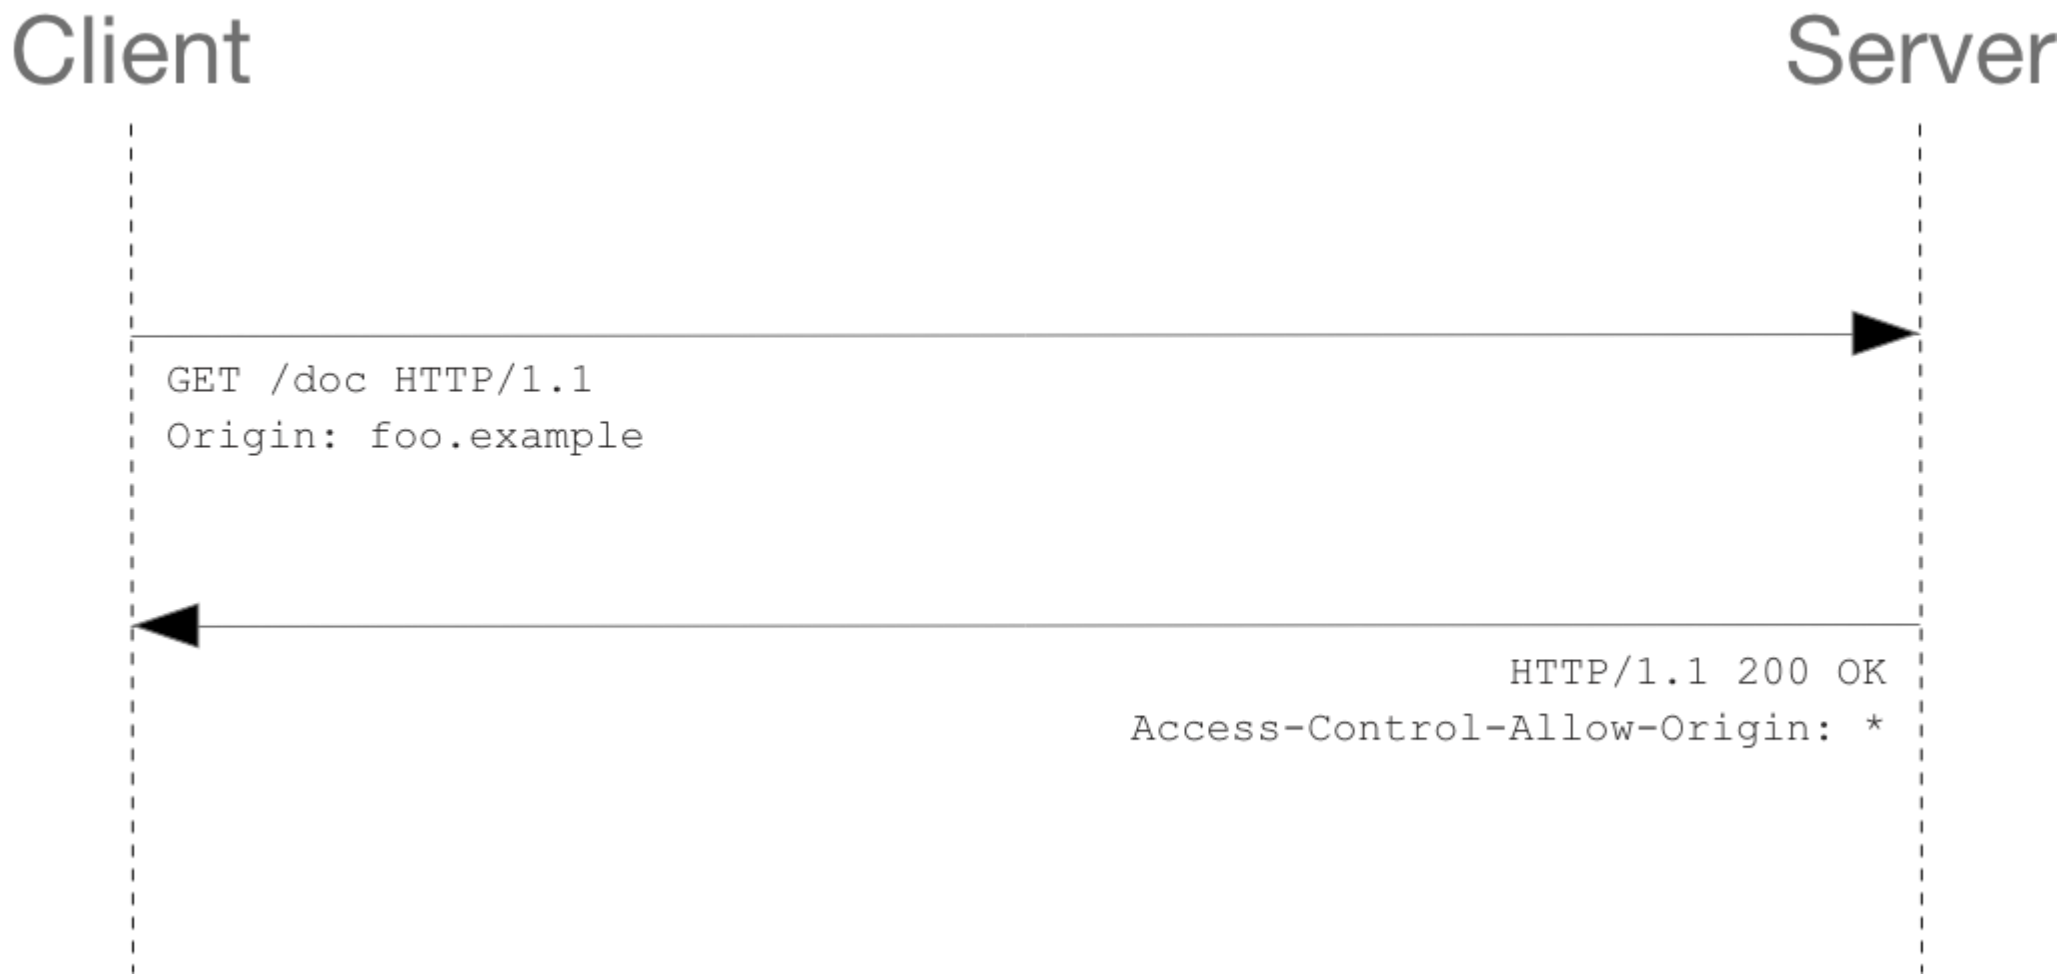 Client
Server
GET /doc HTTP/1.1
Origin: foo.example
HTTP/1.1 200 OK
Access-Control-Allow-Origin: *